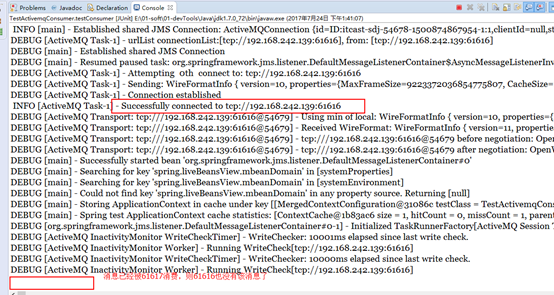 Problems Javadoc Declaration Console
TestActivemqConsumer.testConsumer [JUnit] E:\01-soft\01-devTools\Java\jdk1.7.0_72\bin\javaw.exe (2017年7月24日 下午1:41:07)
INFO [main] - Established shared JMS Connection: ActiveMQConnection {id=ID:itcast-sdj-54678-1500874867954-1:1,clientId=null,st
DEBUG [ActiveMQ Task-1] - urlList connectionList:[tcp://192.168.242.139:61616], from: [tcp://192.168.242.139:61616]
DEBUG [main] - Established shared JMS Connection
DEBUG [main] - Resumed paused task: org.springframework.jms.listener.DefaultMessageListenerContainer$AsyncMessageListenerInv
DEBUG [ActiveMQ Task-1] - Attempting 0th connect to: tcp://192.168.242.139:61616
DEBUG [ActiveMQ Task-1] - Sending: WireFormatInfo { version=10, properties={MaxFrameSize=9223372036854775807, CacheSize=
DEBUG [ActiveMQ Task-1] - Connection established
INFO [ActiveMQ Task-1] - Successfully connected to tcp://192.168.242.139:61616
DEBUG [ActiveMQ Transport: tcp:///192.168.242.139:61616@54679] - Using min of local: WireFormatInfo { version=10, properties=
DEBUG [ActiveMQ Transport: tcp:///192.168.242.139:61616@54679] - Received WireFormat: WireFormatInfo { version=11, properties
DEBUG [ActiveMQ Transport: tcp:///192.168.242.139:61616@54679] - tcp:///192.168.242.139:61616@54679 before negotiation: OpenW
DEBUG [ActiveMQ Transport: tcp:///192.168.242.139:61616@54679] - tcp:///192.168.242.139:61616@54679 after negotiation: OpenWi
DEBUG [main] - Successfully started bean 'org.springframework.jms.listener.DefaultMessageListenerContainer#0'
DEBUG [main] - Searching for key 'spring.liveBeansView.mbeanDomain' in [systemProperties]
DEBUG [main] - Searching for key 'spring.liveBeansView.mbeanDomain' in [systemEnvironment]
DEBUG [main] - Could not find key 'spring.liveBeansView.mbeanDomain' in any property source. Returning [null]
DEBUG [main] - Storing ApplicationContext in cache under key [[MergedContextConfiguration@31086c testClass = TestActivemqConsum
DEBUG [main] - Spring test ApplicationContext cache statistics: [ContextCache@1b83ac6 size = 1, hitCount = 0, missCount = 1, paren
DEBUG [org.springframework.jms.listener.DefaultMessageListenerContainer#0-1] - Initialized TaskRunnerFactory[ActiveMQ Session T
DEBUG [ActiveMQ InactivityMonitor WriteCheckTimer] - WriteChecker: 10001ms elapsed since last write check.
DEBUG [ActiveMQ InactivityMonitor Worker] - Running WriteCheck[tcp://192.168.242.139:61616]
DEBUG [ActiveMQ InactivityMonitor WriteCheckTimer] - WriteChecker: 10000ms elapsed since last write check.
DEBUG [ActiveMQ InactivityMonitor Worker] - Running WriteCheck[tcp://192.168.242.139:61616]
消息已经被61617消费，则61616也没有该消息了